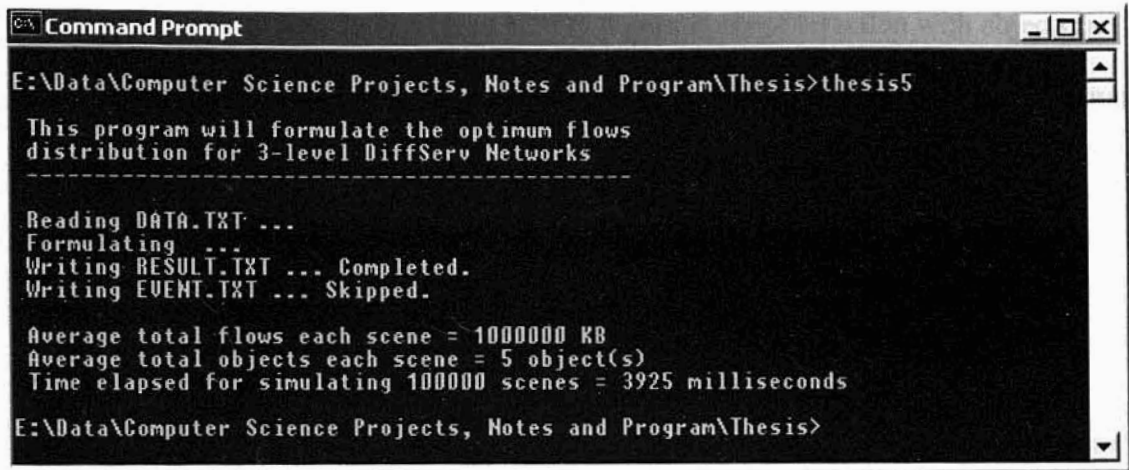 Command Prompt
E:\Data\Computer Science Projects, Notes and Program\Thesis>thesis5
This program will formulate the optimum flows
distribution for 3-level DiffServ Networks
---------------------------------------------
Reading DATA.TXT ...
Formulating ...
Writing RESULT.TXT ... Completed.
Writing EVENT.TXT ... Skipped.
Average total flows each scene = 1000000 KB
Average total objects each scene = 5 object(s)
Time elapsed for simulating 100000 scenes = 3925 milliseconds
E:\Data\Computer Science Projects, Notes and Program\Thesis>